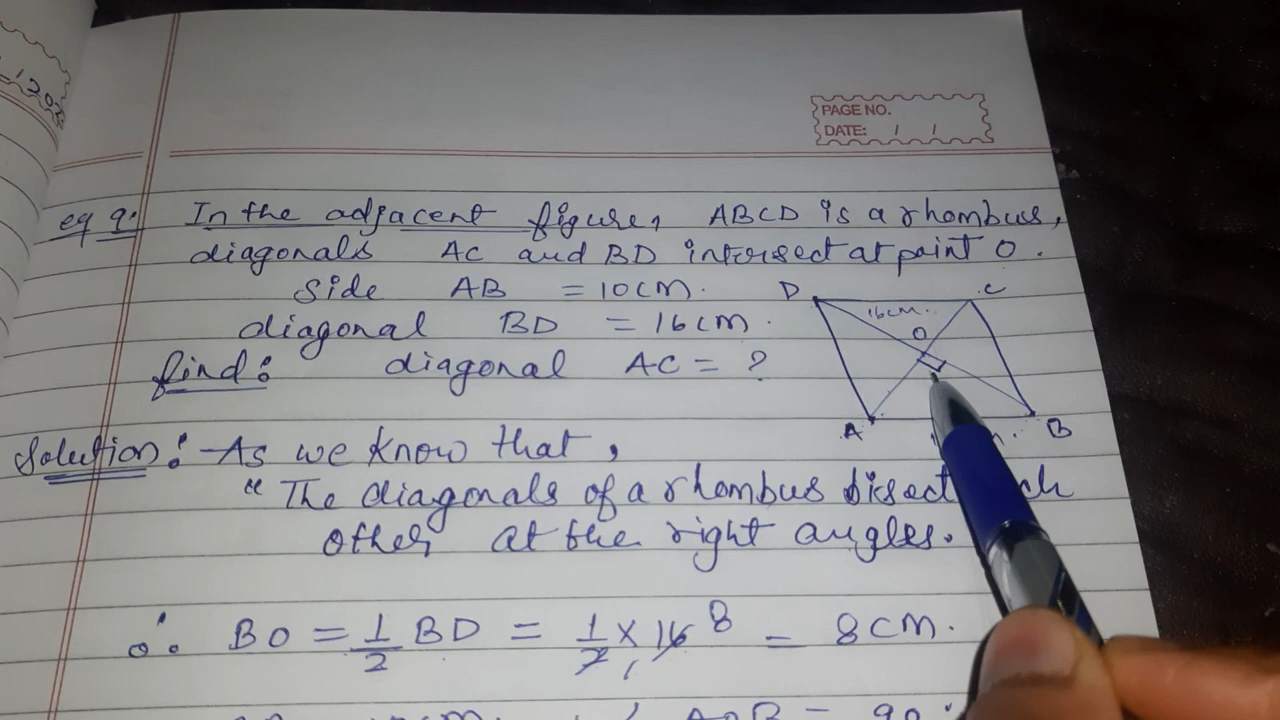 PAGE NO.
DATE: / /
eg 9: In the adjacent figure, ABCD is a rhombus,
diagonals AC and BD intersect at point O.
Side AB = 10CM.
diagonal BD = 16CM.
find: diagonal AC = ?
D C
16cm.
O
A B
Solution: - As we know that,
" The diagonals of a rhombus bisect
other at the right angles.
∴ BO = 1/2 BD = 1/2 × 16 8 = 8CM.
AOB = 90